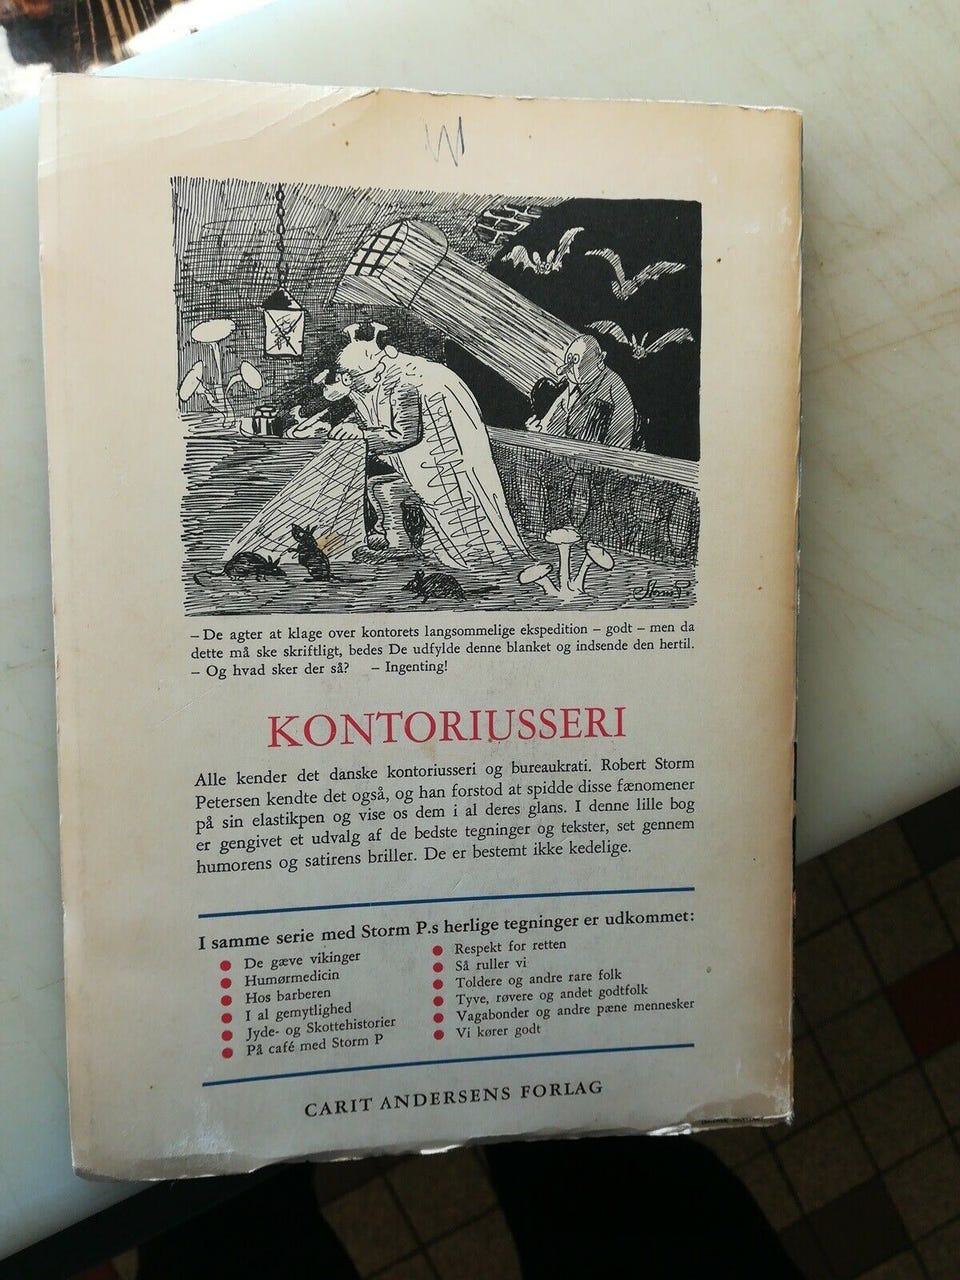 Storm P.
– De agter at klage over kontorets langsommelige ekspedition – godt – men da
dette må ske skriftligt, bedes De udfylde denne blanket og indsende den hertil.
– Og hvad sker der så? – Ingenting!
KONTORIUSSERI
Alle kender det danske kontoriusseri og bureaukrati. Robert Storm
Petersen kendte det også, og han forstod at spidde disse fænomener
på sin elastikpen og vise os dem i al deres glans. I denne lille bog
er gengivet et udvalg af de bedste tegninger og tekster, set gennem
humorens og satirens briller. De er bestemt ikke kedelige.
I samme serie med Storm P.s herlige tegninger er udkommet:
De gæve vikinger
Humørmedicin
Hos barberen
I al gemytlighed
Jyde- og Skottehistorier
På café med Storm P
Respekt for retten
Så ruller vi
Toldere og andre rare folk
Tyve, røvere og andet godtfolk
Vagabonder og andre pæne mennesker
Vi kører godt
CARIT ANDERSENS FORLAG